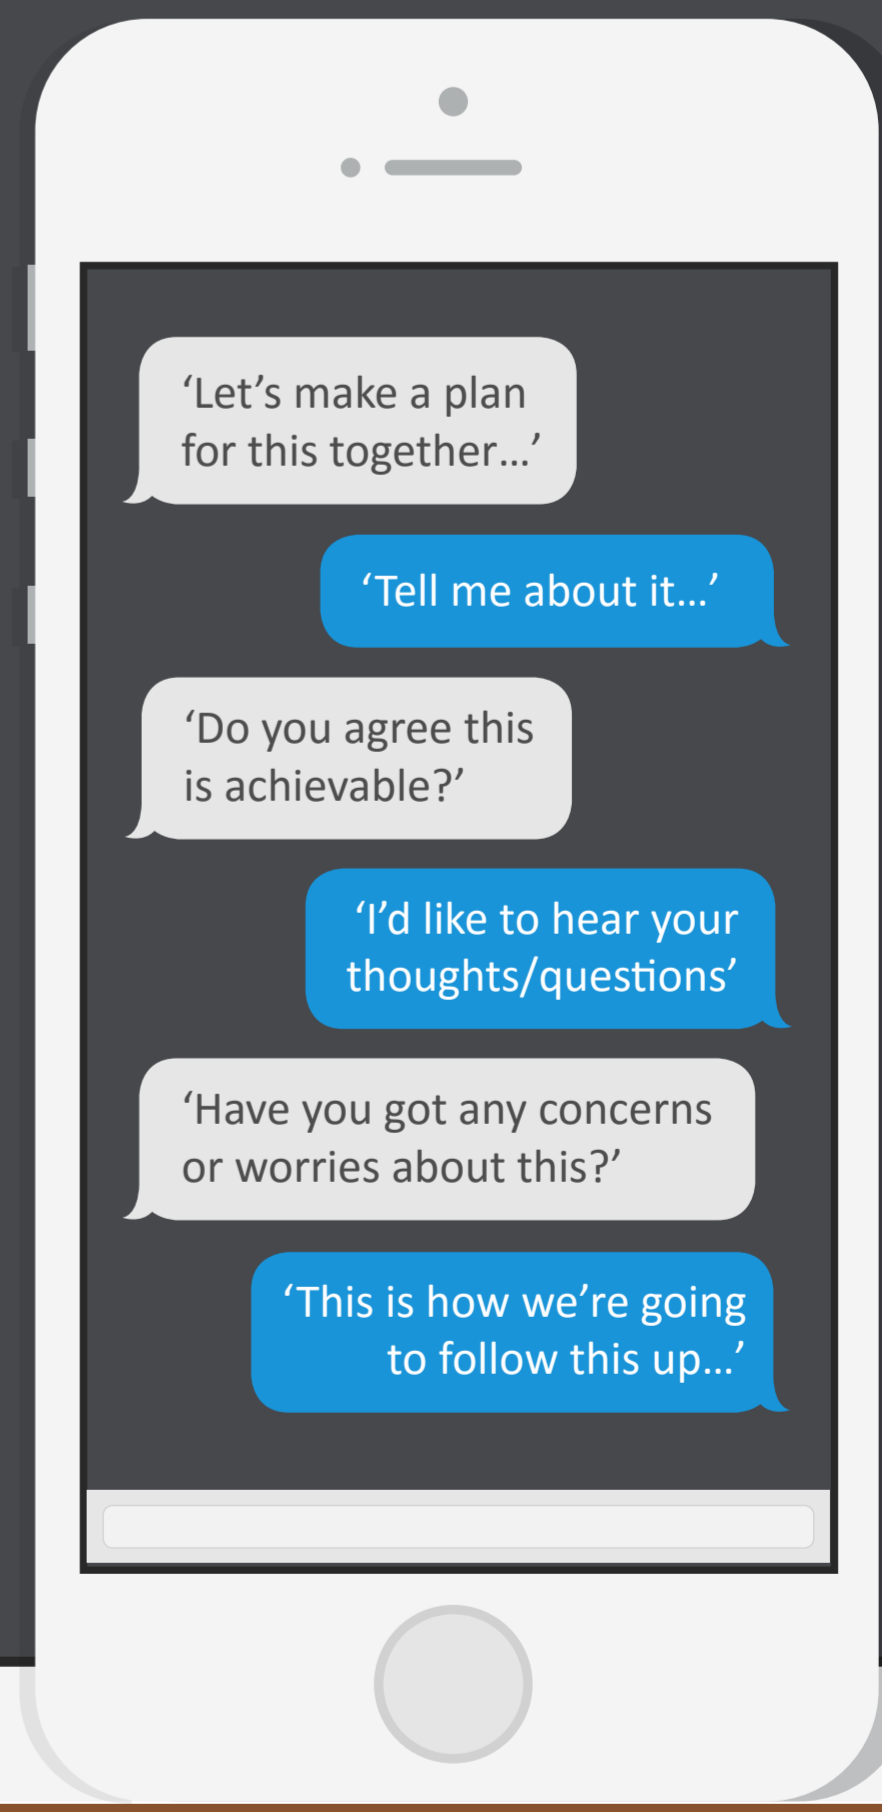 ‘Let’s make a plan
for this together...’
‘Tell me about it...’
‘Do you agree this
is achievable?’
‘I’d like to hear your
thoughts/questions’
‘Have you got any concerns
or worries about this?’
‘This is how we’re going
to follow this up...’